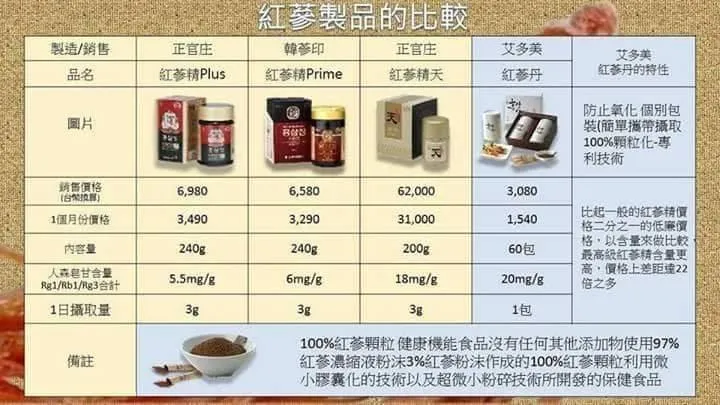 紅蔘製品的比較
製造/銷售 正官庄 韓蔘印 正官庄 艾多美 艾多美
紅蔘丹的特性
品名 紅蔘精Plus 紅蔘精Prime 紅蔘精天 紅蔘丹
圖片
홍삼정
天
防止氧化 個別包
裝(簡單攜帶攝取
100%顆粒化-專
利技術
銷售價格
(台幣換算)
6,980 6,580 62,000 3,080
1個月份價格 3,490 3,290 31,000 1,540
內容量 240g 240g 200g 60包
人森皂甘含量
Rg1/Rb1/Rg3合計
5.5mg/g 6mg/g 18mg/g 20mg/g
1日攝取量 3g 3g 3g 1包
比起一般的紅蔘精價
格二分之一的低廉價
格，以含量來做比較，
最高級紅蔘精含量更
高，價格上差距達22
倍之多
備註
100%紅蔘顆粒 健康機能食品沒有任何其他添加物使用97%
紅蔘濃縮液粉沫3%紅蔘粉沫作成的100%紅蔘顆粒利用微
小膠囊化的技術以及超微小粉碎技術所開發的保健食品